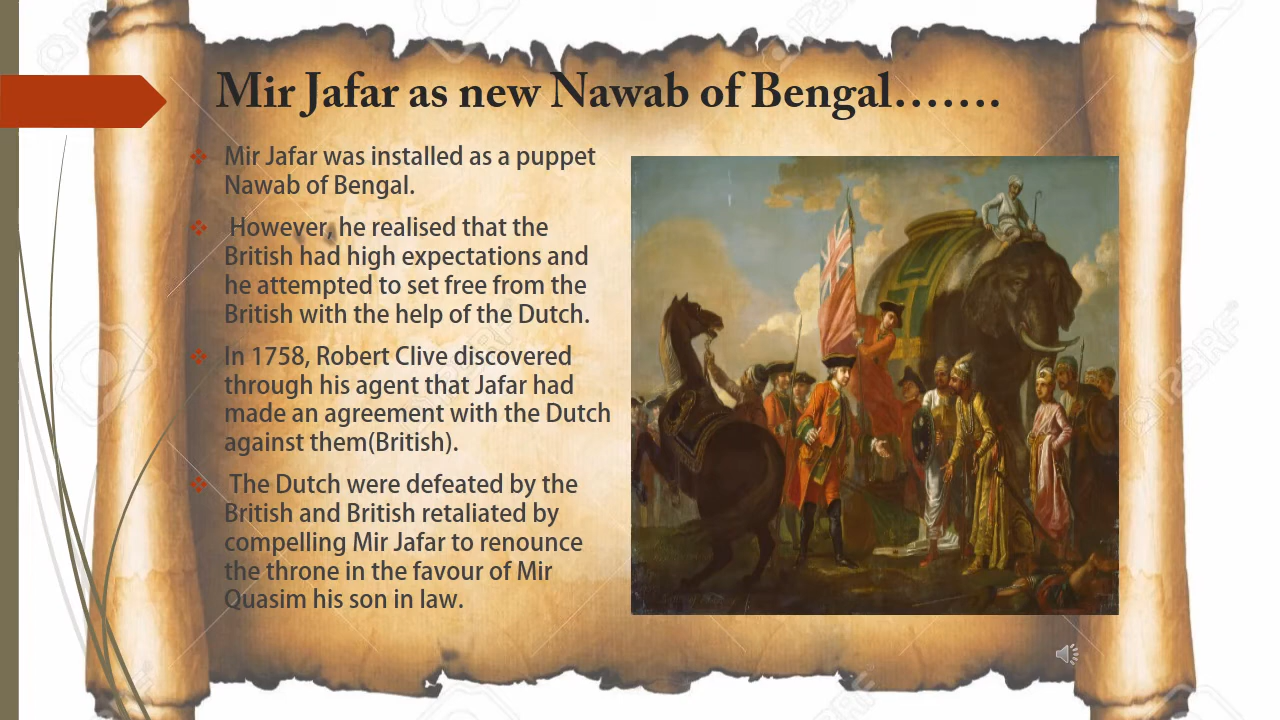 Mir Jafar as new Nawab of Bengal.......
Mir Jafar was installed as a puppet
Nawab of Bengal.
However, he realised that the
British had high expectations and
he attempted to set free from the
British with the help of the Dutch.
In 1758, Robert Clive discovered
through his agent that Jafar had
made an agreement with the Dutch
against them(British).
The Dutch were defeated by the
British and British retaliated by
compelling Mir Jafar to renounce
the throne in the favour of Mir
Quasim his son in law.
123RF